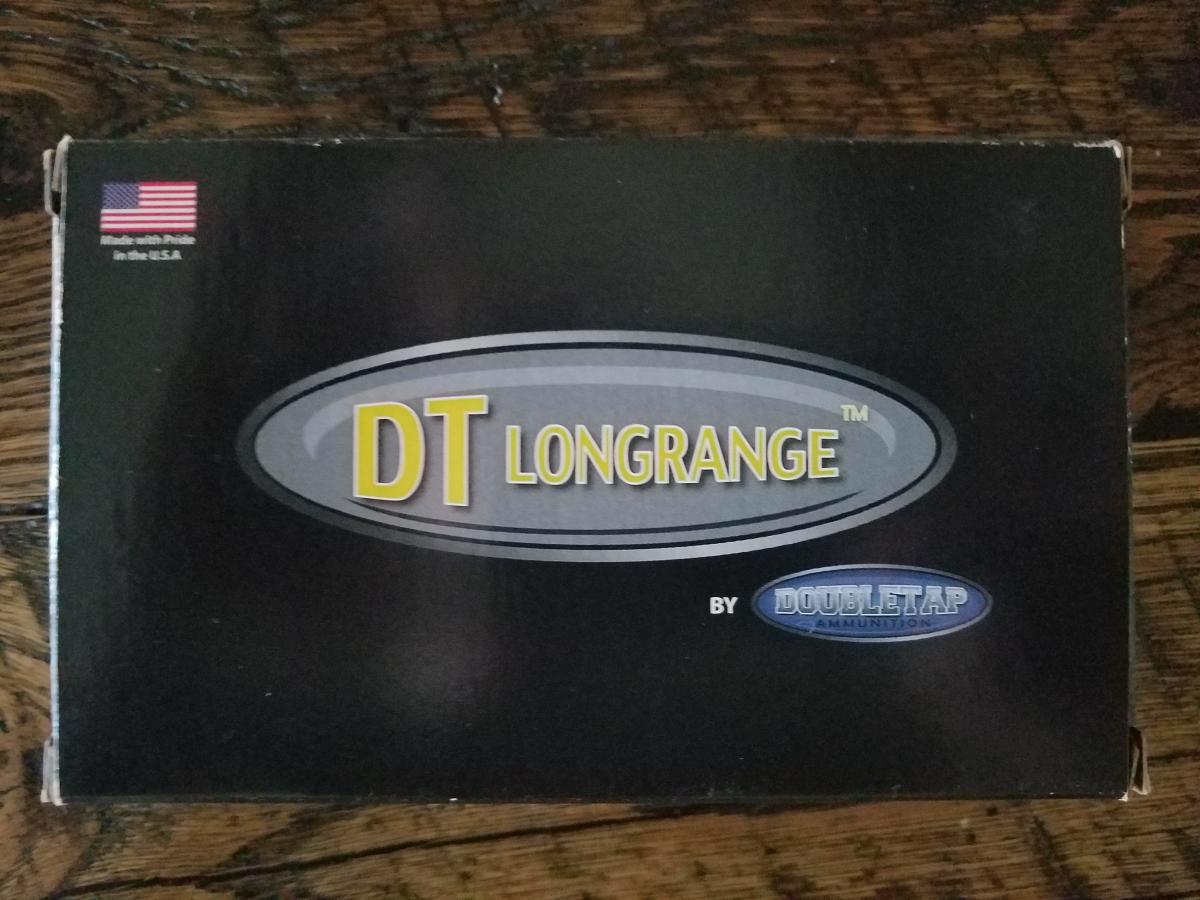 Made with Pride
in the U.S.A
DT LONGRANGE™
BY DOUBLETAP
AMMUNITION